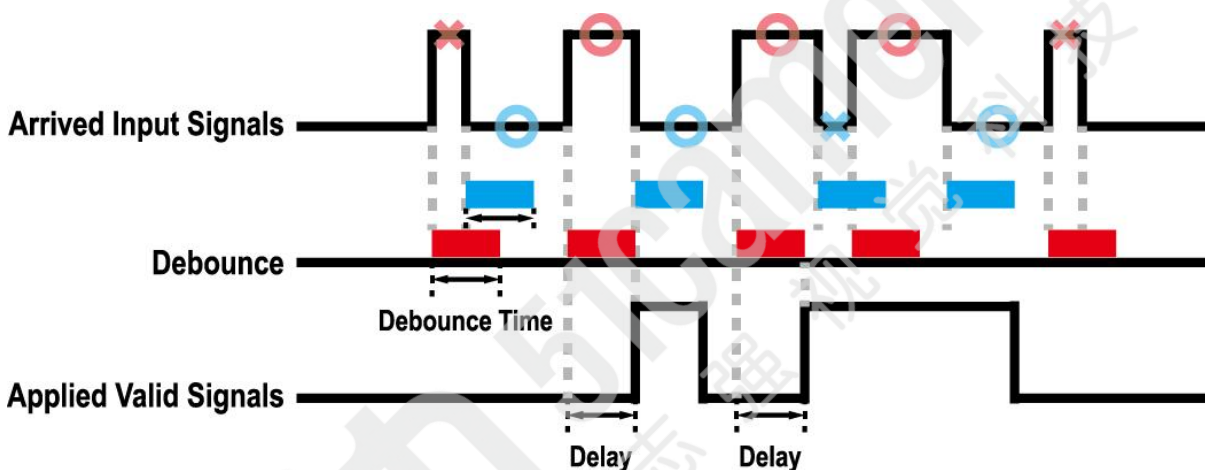 Arrived Input Signals
Debounce
Debounce Time
Applied Valid Signals
Delay
Delay